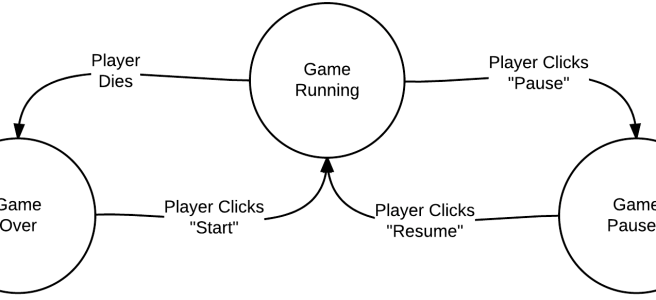 Game
Running
Player
Dies
Player Clicks
"Pause"
Game
Over
Player Clicks
"Start"
Player Clicks
"Resume"
Game
Pause